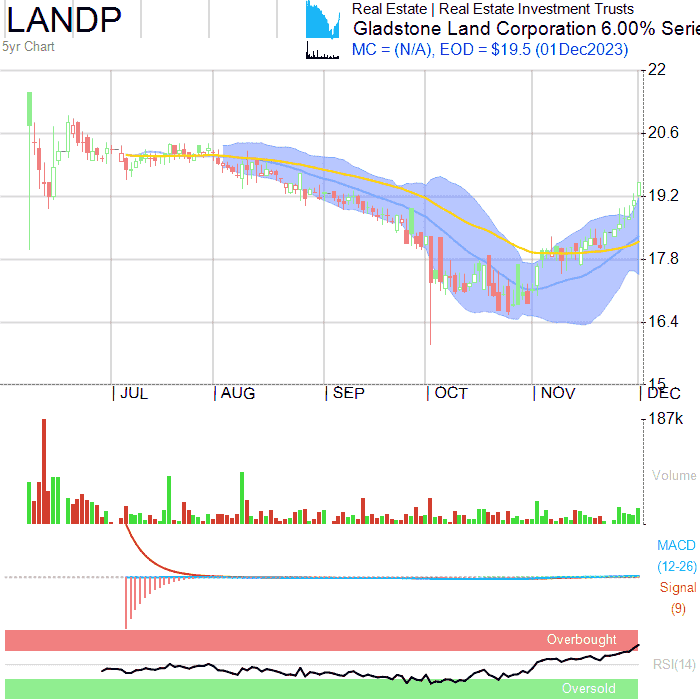 LANDP
5yr Chart
Real Estate | Real Estate Investment Trusts
Gladstone Land Corporation 6.00% Serie
MC = (N/A), EOD = $19.5 (01Dec2023)
22
20.6
19.2
17.8
16.4
15
JUL AUG SEP OCT NOV DEC
187k
Volume
MACD
(12-26)
Signal
(9)
Overbought
RSI(14)
Oversold